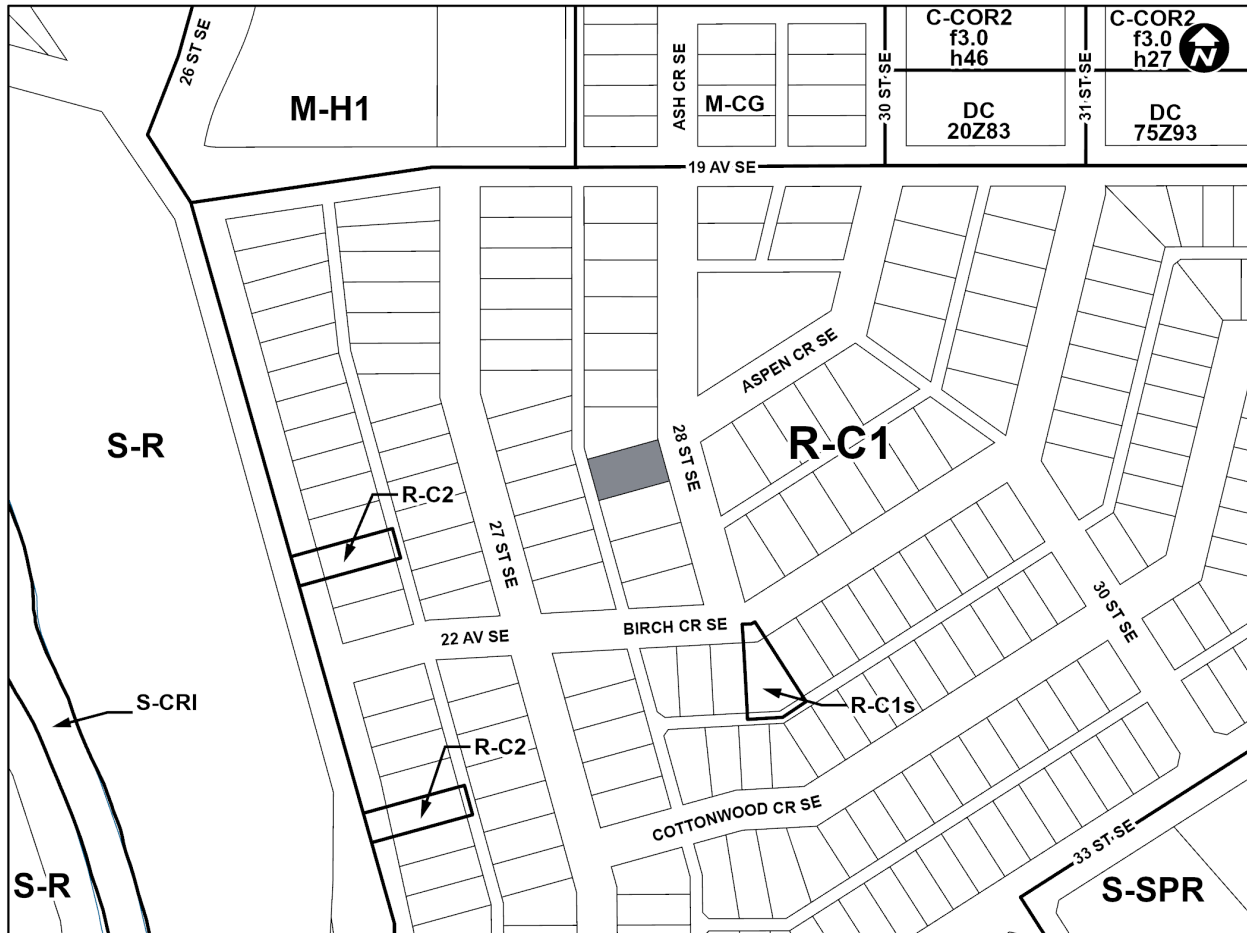 C-COR2
f3.0
h46
C-COR2
f3.0
h27
N
26 ST SE
M-H1
ASH CR SE
M-CG
30 ST SE
31 ST SE
DC
20Z83
DC
75Z93
19 AV SE
ASPEN CR SE
S-R
28 ST SE
R-C1
R-C2
27 ST SE
30 ST SE
22 AV SE
BIRCH CR SE
S-CRI
R-C1s
R-C2
COTTONWOOD CR SE
33 ST SE
S-R
S-SPR